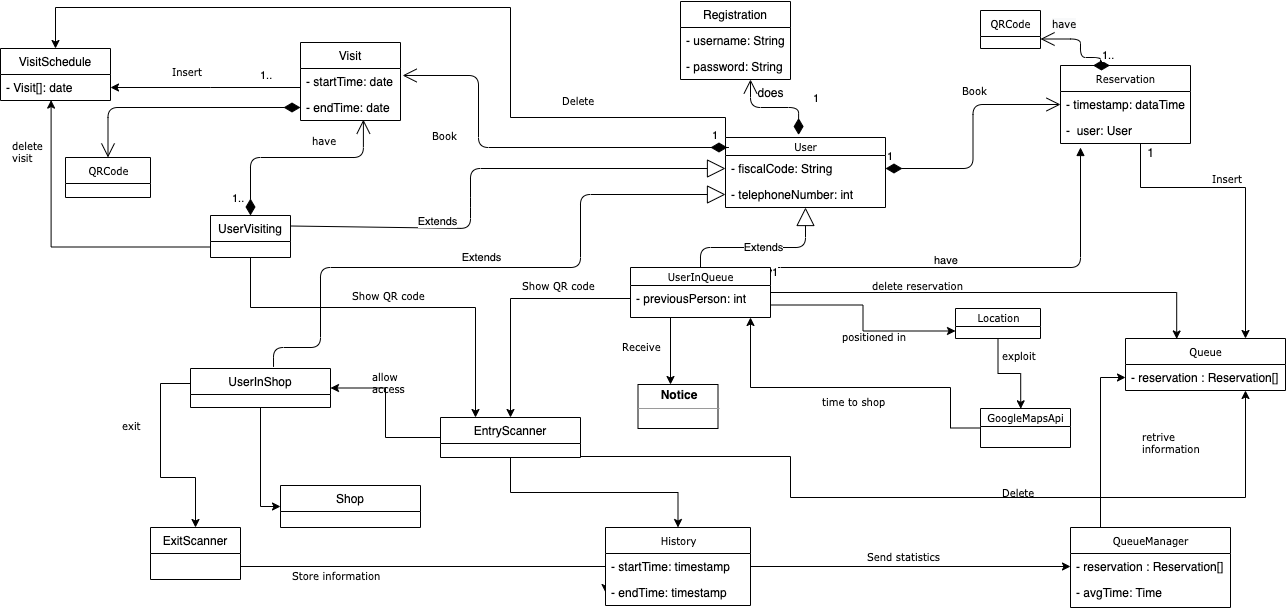 Registration
- username: String
- password: String
QRCode
have
1..
VisitSchedule
- Visit[]: date
Insert
1..
Visit
- startTime: date
- endTime: date
Delete
does
1
Book
Reservation
- timestamp: dataTime
- user: User
1
Insert
delete
visit
QRCode
have
1..
Book
1
User
- fiscalCode: String
- telephoneNumber: int
1
UserVisiting
Extends
Extends
Extends
have
1
UserInQueue
- previousPerson: int
Show QR code
Show QR code
delete reservation
Location
positioned in
exploit
Queue
- reservation : Reservation[]
Receive
UserInShop
allow
access
Notice
time to shop
GoogleMapsApi
exit
EntryScanner
retrive
information
Shop
Delete
ExitScanner
Store information
History
- startTime: timestamp
- endTime: timestamp
Send statistics
QueueManager
- reservation : Reservation[]
- avgTime: Time